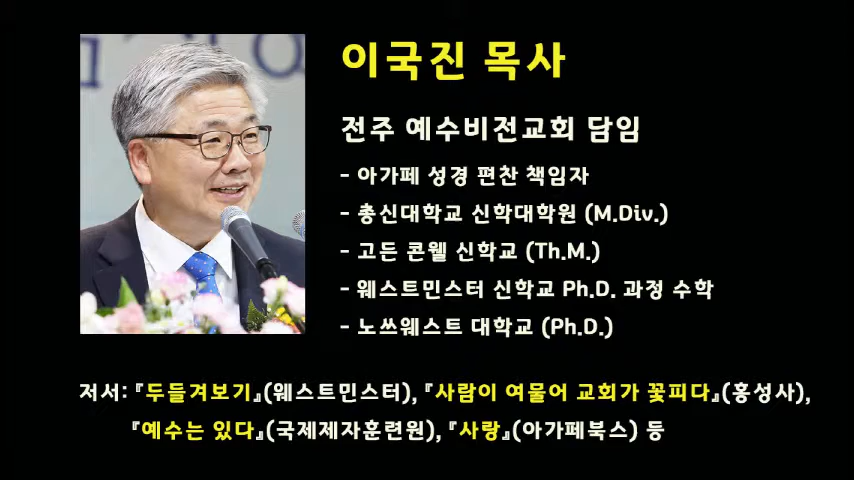 이국진 목사
전주 예수비전교회 담임
- 아가페 성경 편찬 책임자
- 총신대학교 신학대학원 (M.Div.)
- 고든 콘웰 신학교 (Th.M.)
- 웨스트민스터 신학교 Ph.D. 과정 수학
- 노쓰웨스트 대학교 (Ph.D.)
저서: 『두들겨보기』(웨스트민스터), 『사람이 여물어 교회가 꽃피다』(홍성사),
『예수는 있다』(국제제자훈련원), 『사랑』(아가페북스) 등